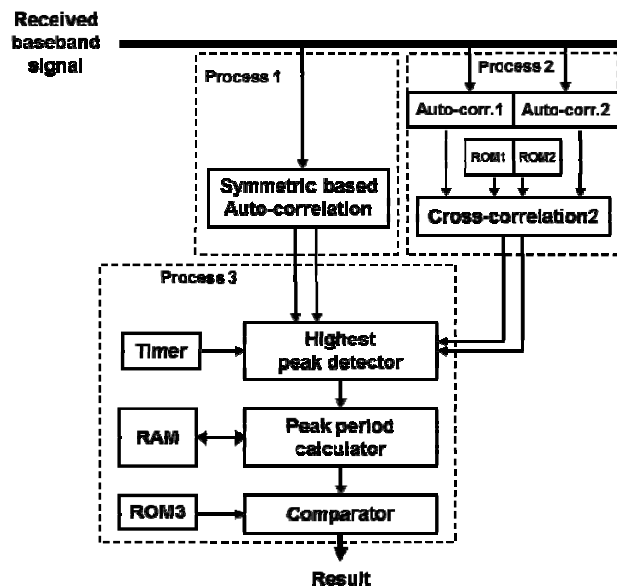 Received
baseband
signal
Process 1
Process 2
Auto-corr.1
Auto-corr.2
ROM1
ROM2
Symmetric based
Auto-correlation
Cross-correlation2
Process 3
Timer
Highest
peak detector
RAM
Peak period
calculator
ROM3
Comparator
Result